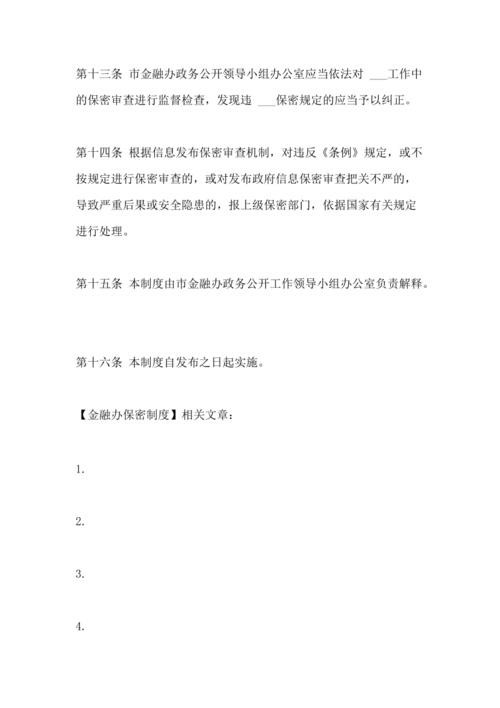 第十三条 市金融办政务公开领导小组办公室应当依法对 ___工作中
的保密审查进行监督检查，发现违 ___保密规定的应当予以纠正。
第十四条 根据信息发布保密审查机制，对违反《条例》规定，或不
按规定进行保密审查的，或对发布政府信息保密审查把关不严的，
导致严重后果或安全隐患的，报上级保密部门，依据国家有关规定
进行处理。
第十五条 本制度由市金融办政务公开工作领导小组办公室负责解释。
第十六条 本制度自发布之日起实施。
【金融办保密制度】相关文章：
1.
2.
3.
4.